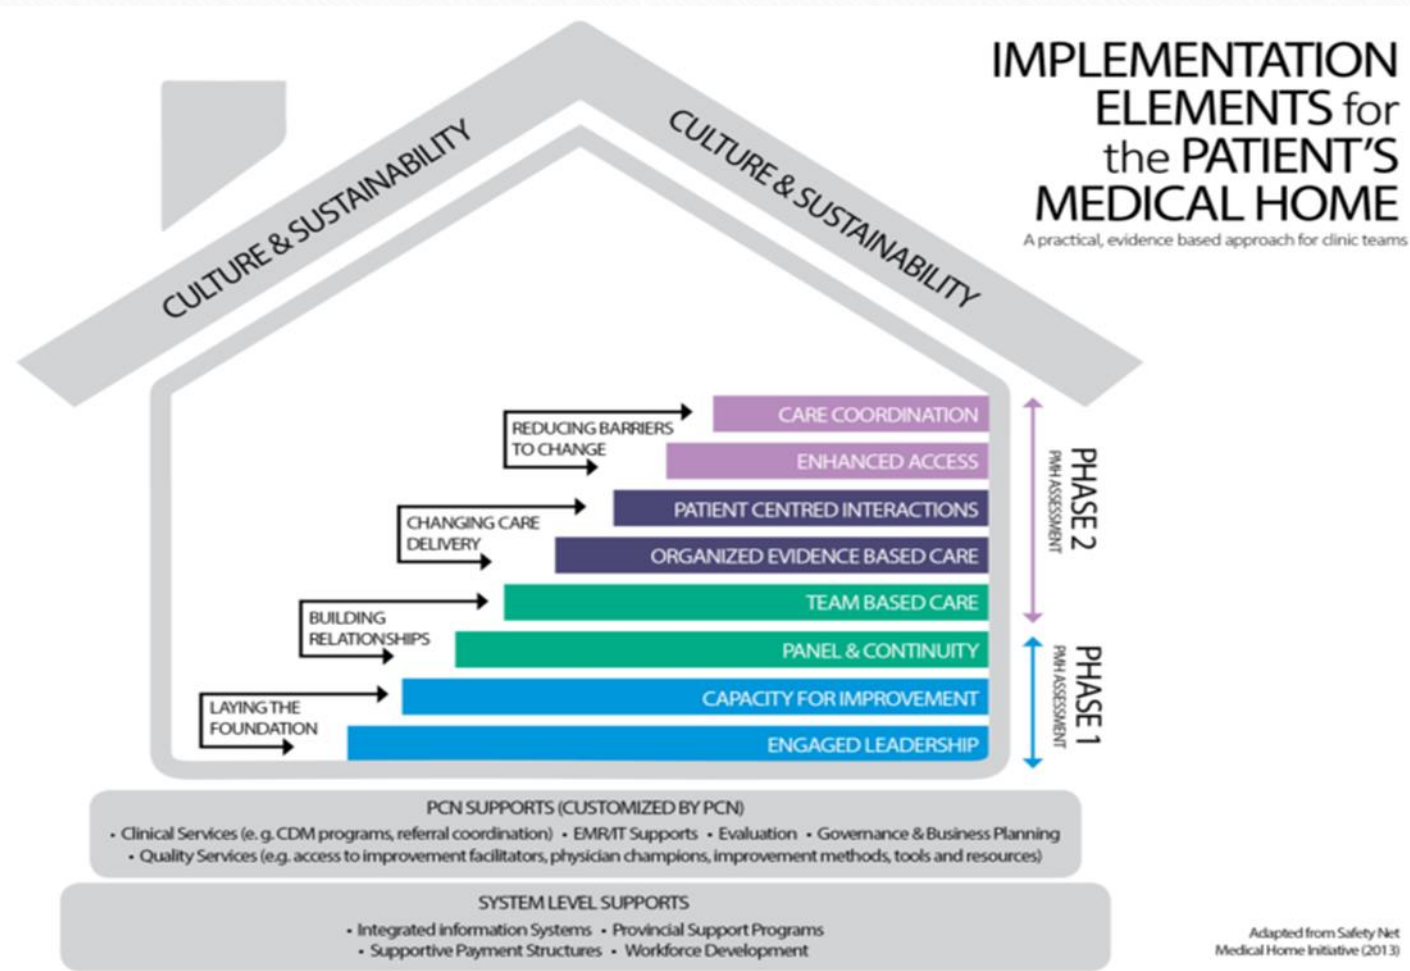 IMPLEMENTATION
ELEMENTS for
the PATIENT'S
MEDICAL HOME
A practical, evidence based approach for clinic teams
CULTURE & SUSTAINABILITY
CULTURE & SUSTAINABILITY
REDUCING BARRIERS
TO CHANGE
CARE COORDINATION
ENHANCED ACCESS
CHANGING CARE
DELIVERY
PATIENT CENTRED INTERACTIONS
ORGANIZED EVIDENCE BASED CARE
BUILDING
RELATIONSHIPS
TEAM BASED CARE
PANEL & CONTINUITY
LAYING THE
FOUNDATION
CAPACITY FOR IMPROVEMENT
ENGAGED LEADERSHIP
PHASE 2
PMH ASSESSMENT
PHASE 1
PMH ASSESSMENT
PCN SUPPORTS (CUSTOMIZED BY PCN)
• Clinical Services (e. g. CDM programs, referral coordination) • EMR/IT Supports • Evaluation • Governance & Business Planning
• Quality Services (e.g. access to improvement facilitators, physician champions, improvement methods, tools and resources)
SYSTEM LEVEL SUPPORTS
• Integrated information Systems • Provincial Support Programs
• Supportive Payment Structures • Workforce Development
Adapted from Safety Net
Medical Home Initiative (2013)